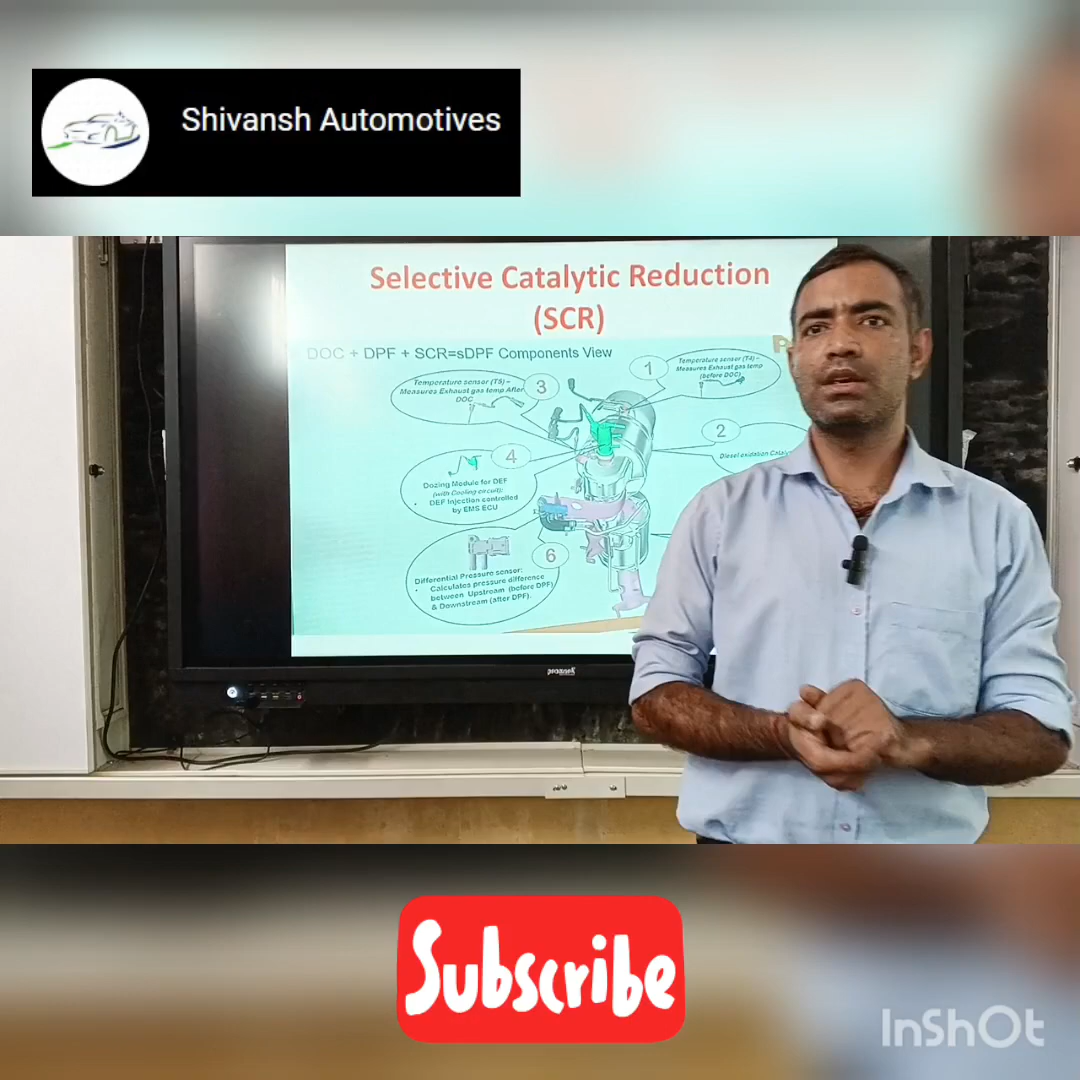 Shivansh Automotives
Selective Catalytic Reduction
(SCR)
DOC + DPF + SCR=sDPF Components View
1
Temperature sensor (T4) –
Measures Exhaust gas temp
(before DOC)
3
Temperature sensor (T5) –
Measures Exhaust gas temp After
DOC
2
Diesel oxidation
4
Dozing Module for DEF
(with Cooling circuit):
• DEF Injection controlled
by EMS ECU
6
Differential Pressure sensor:
• Calculates pressure difference
between Upstream (before DPF)
& Downstream (after DPF).
Subscribe
InShOt